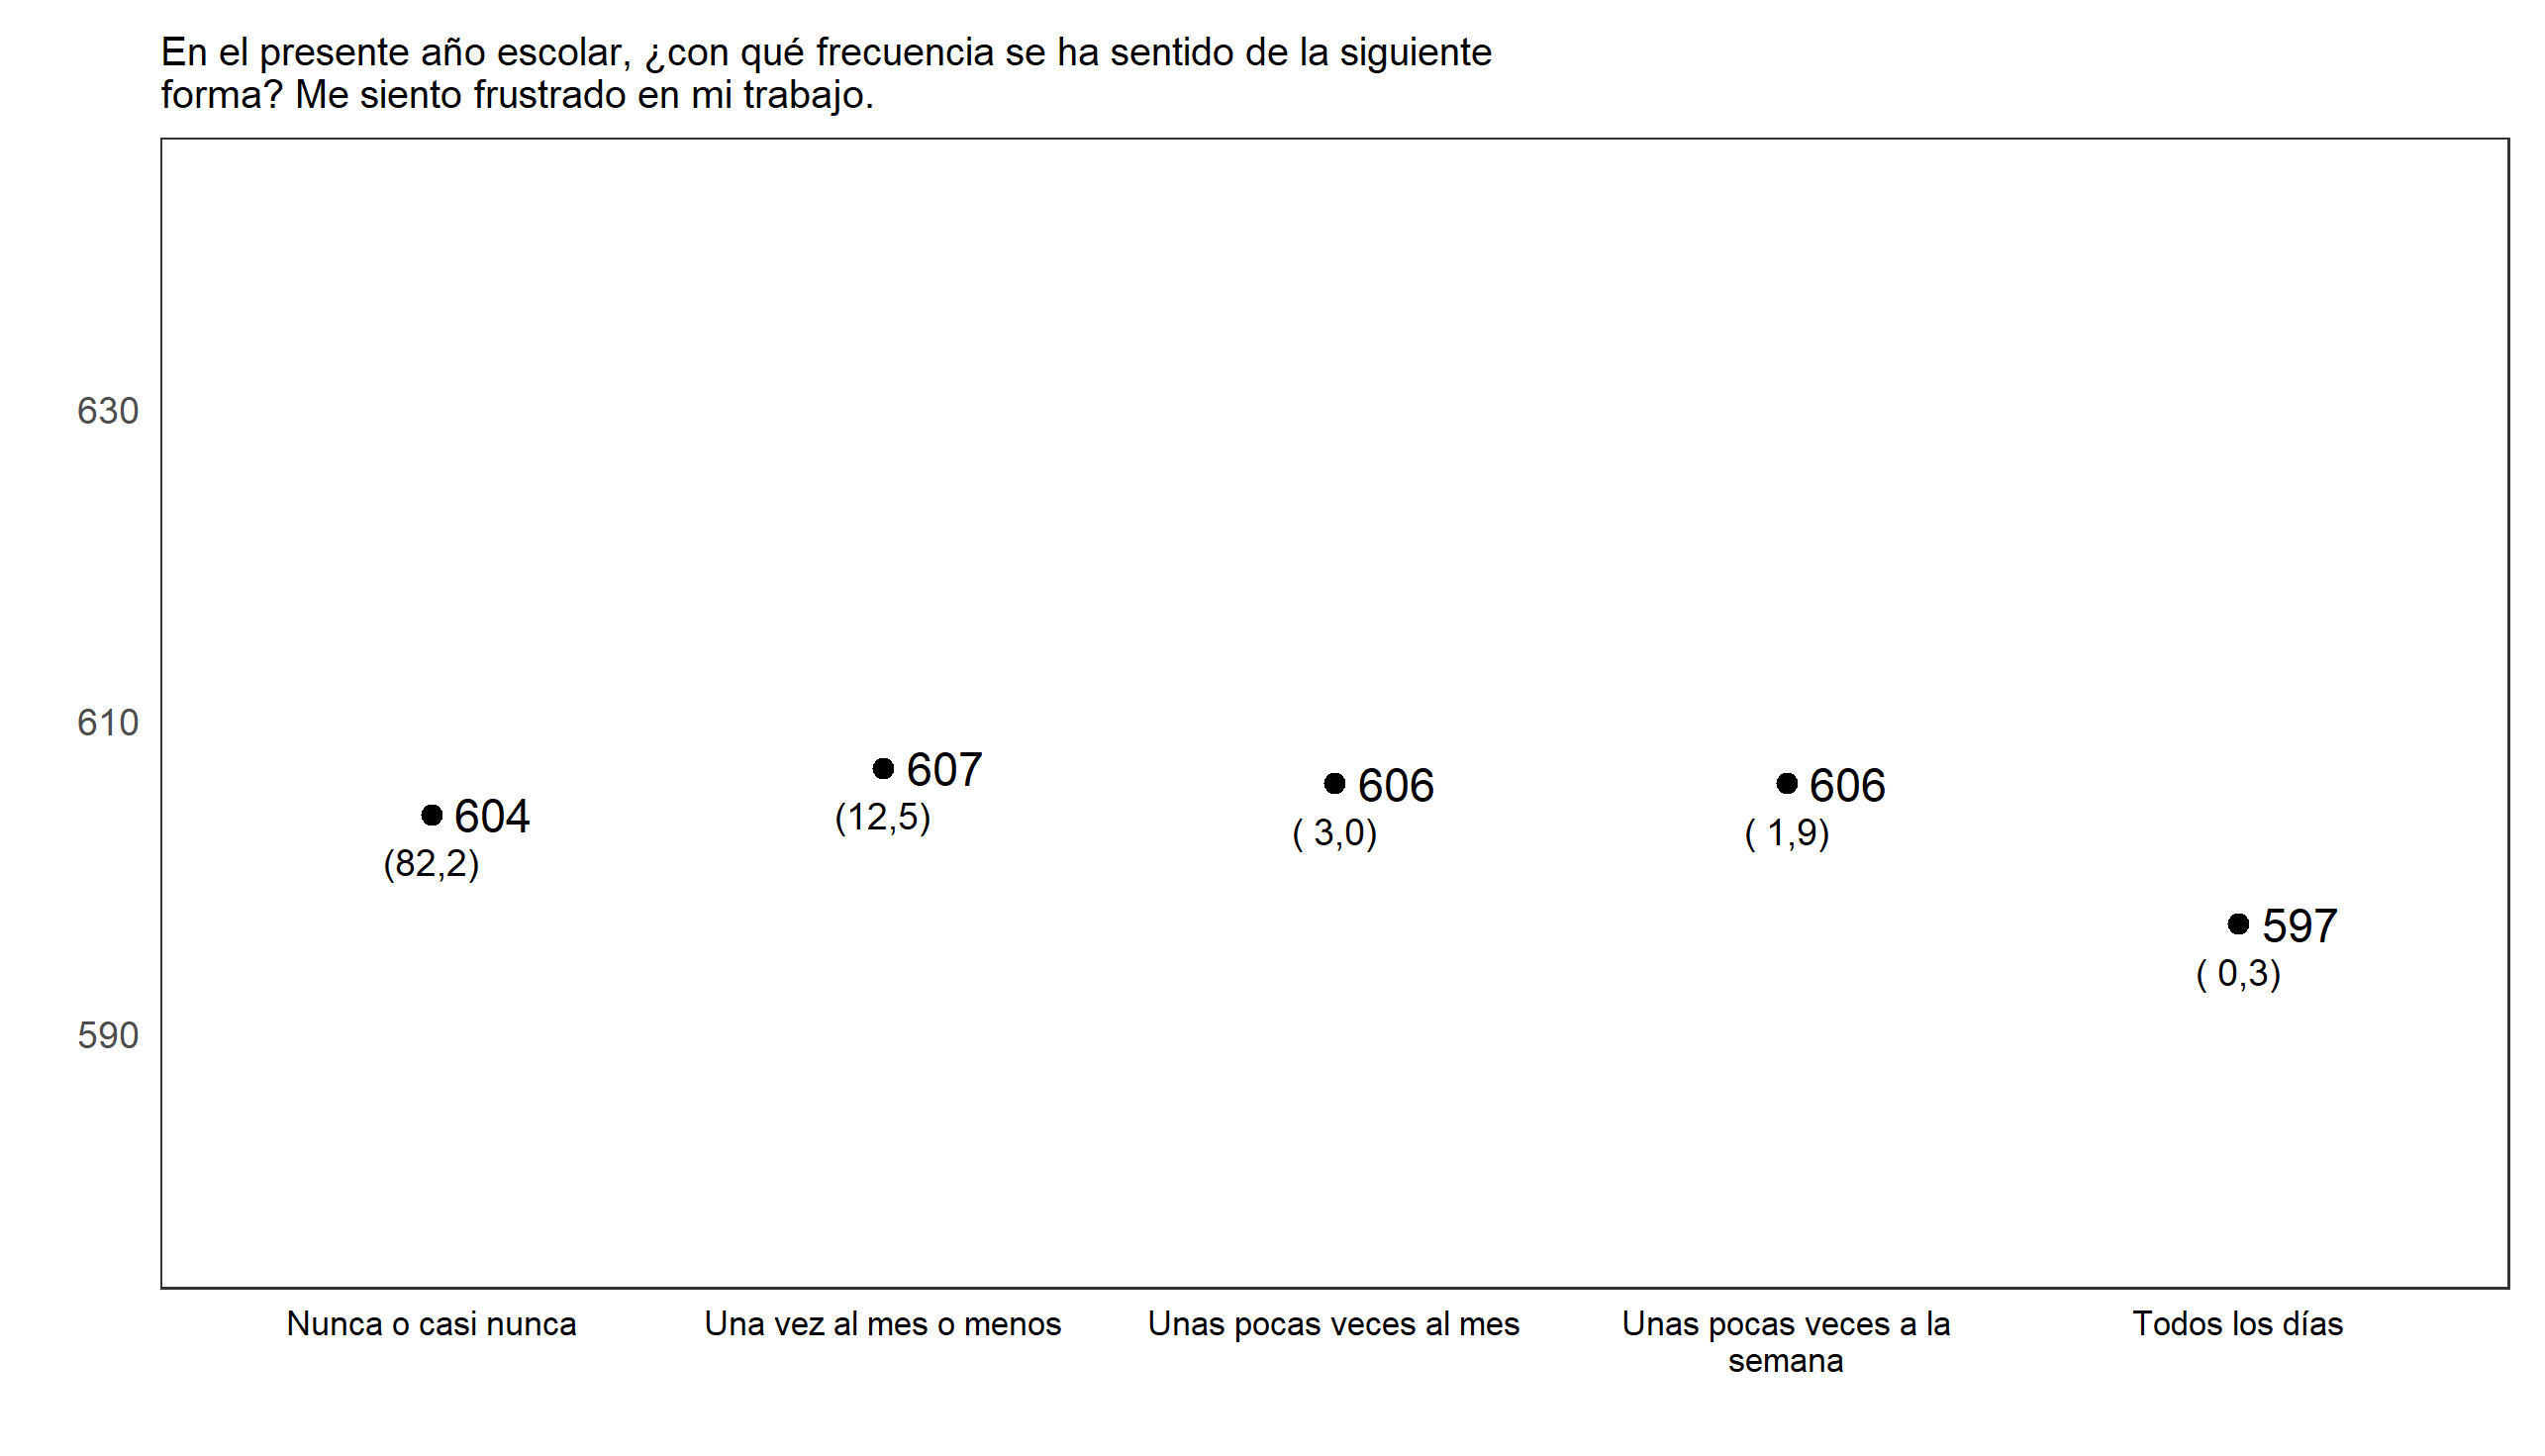 En el presente año escolar, ¿con qué frecuencia se ha sentido de la siguiente
forma? Me siento frustrado en mi trabajo.
630
610
590
604
(82,2)
607
(12,5)
606
( 3,0)
606
( 1,9)
597
( 0,3)
Nunca o casi nunca
Una vez al mes o menos
Unas pocas veces al mes
Unas pocas veces a la
semana
Todos los días